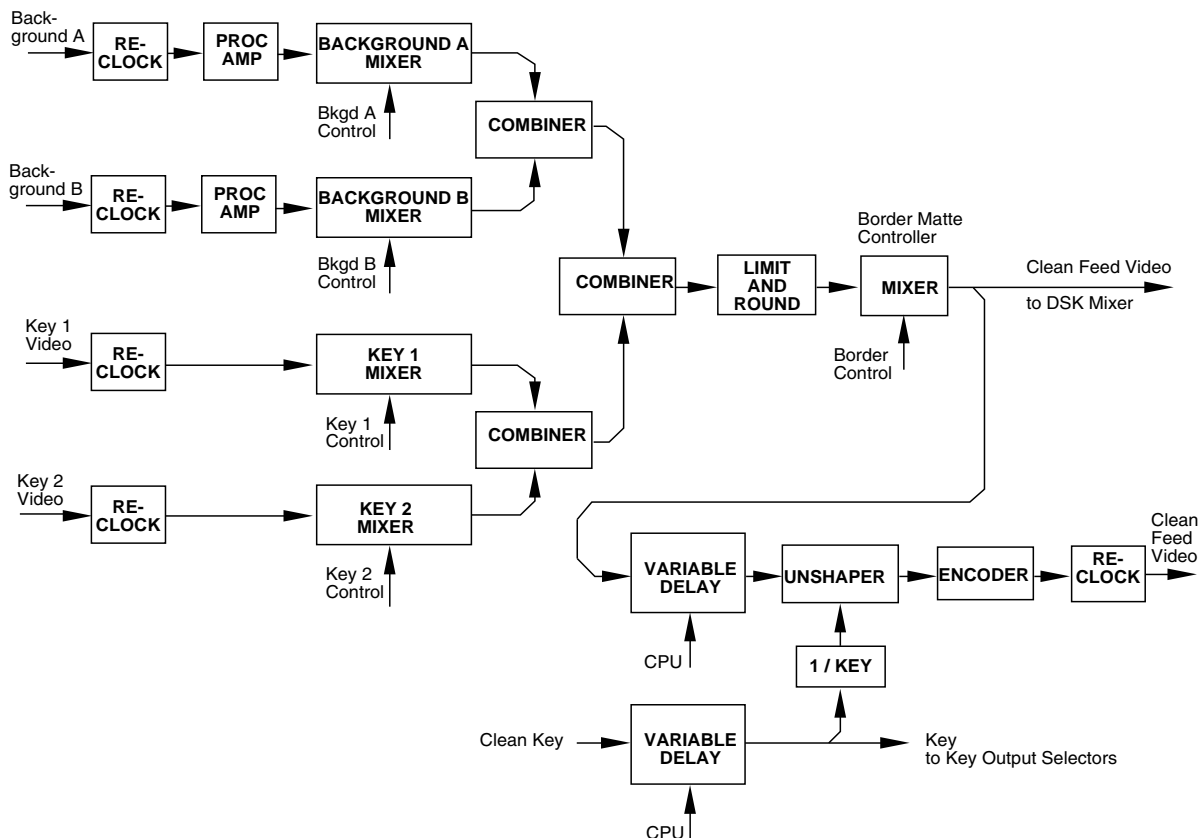 Back-
ground A
RE-
CLOCK
PROC
AMP
BACKGROUND A
MIXER
Bkgd A
Control
COMBINER
Back-
ground B
RE-
CLOCK
PROC
AMP
BACKGROUND B
MIXER
Bkgd B
Control
COMBINER
LIMIT
AND
ROUND
Border Matte
Controller
MIXER
Border
Control
Clean Feed Video
to DSK Mixer
Key 1
Video
RE-
CLOCK
KEY 1
MIXER
Key 1
Control
COMBINER
Key 2
Video
RE-
CLOCK
KEY 2
MIXER
Key 2
Control
VARIABLE
DELAY
CPU
UNSHAPER
ENCODER
RE-
CLOCK
Clean
Feed
Video
1 / KEY
Clean Key
VARIABLE
DELAY
CPU
Key
to Key Output Selectors